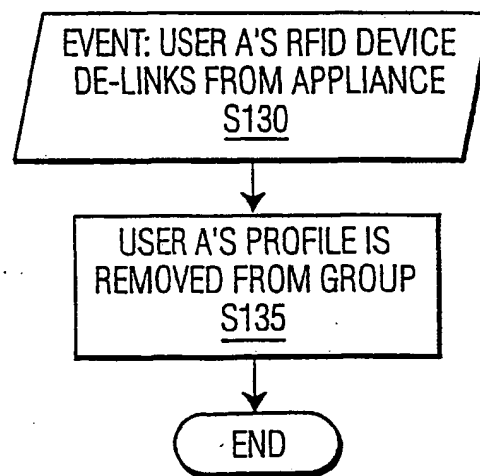 EVENT: USER A'S RFID DEVICE
DE-LINKS FROM APPLIANCE
S130
USER A'S PROFILE IS
REMOVED FROM GROUP
S135
END